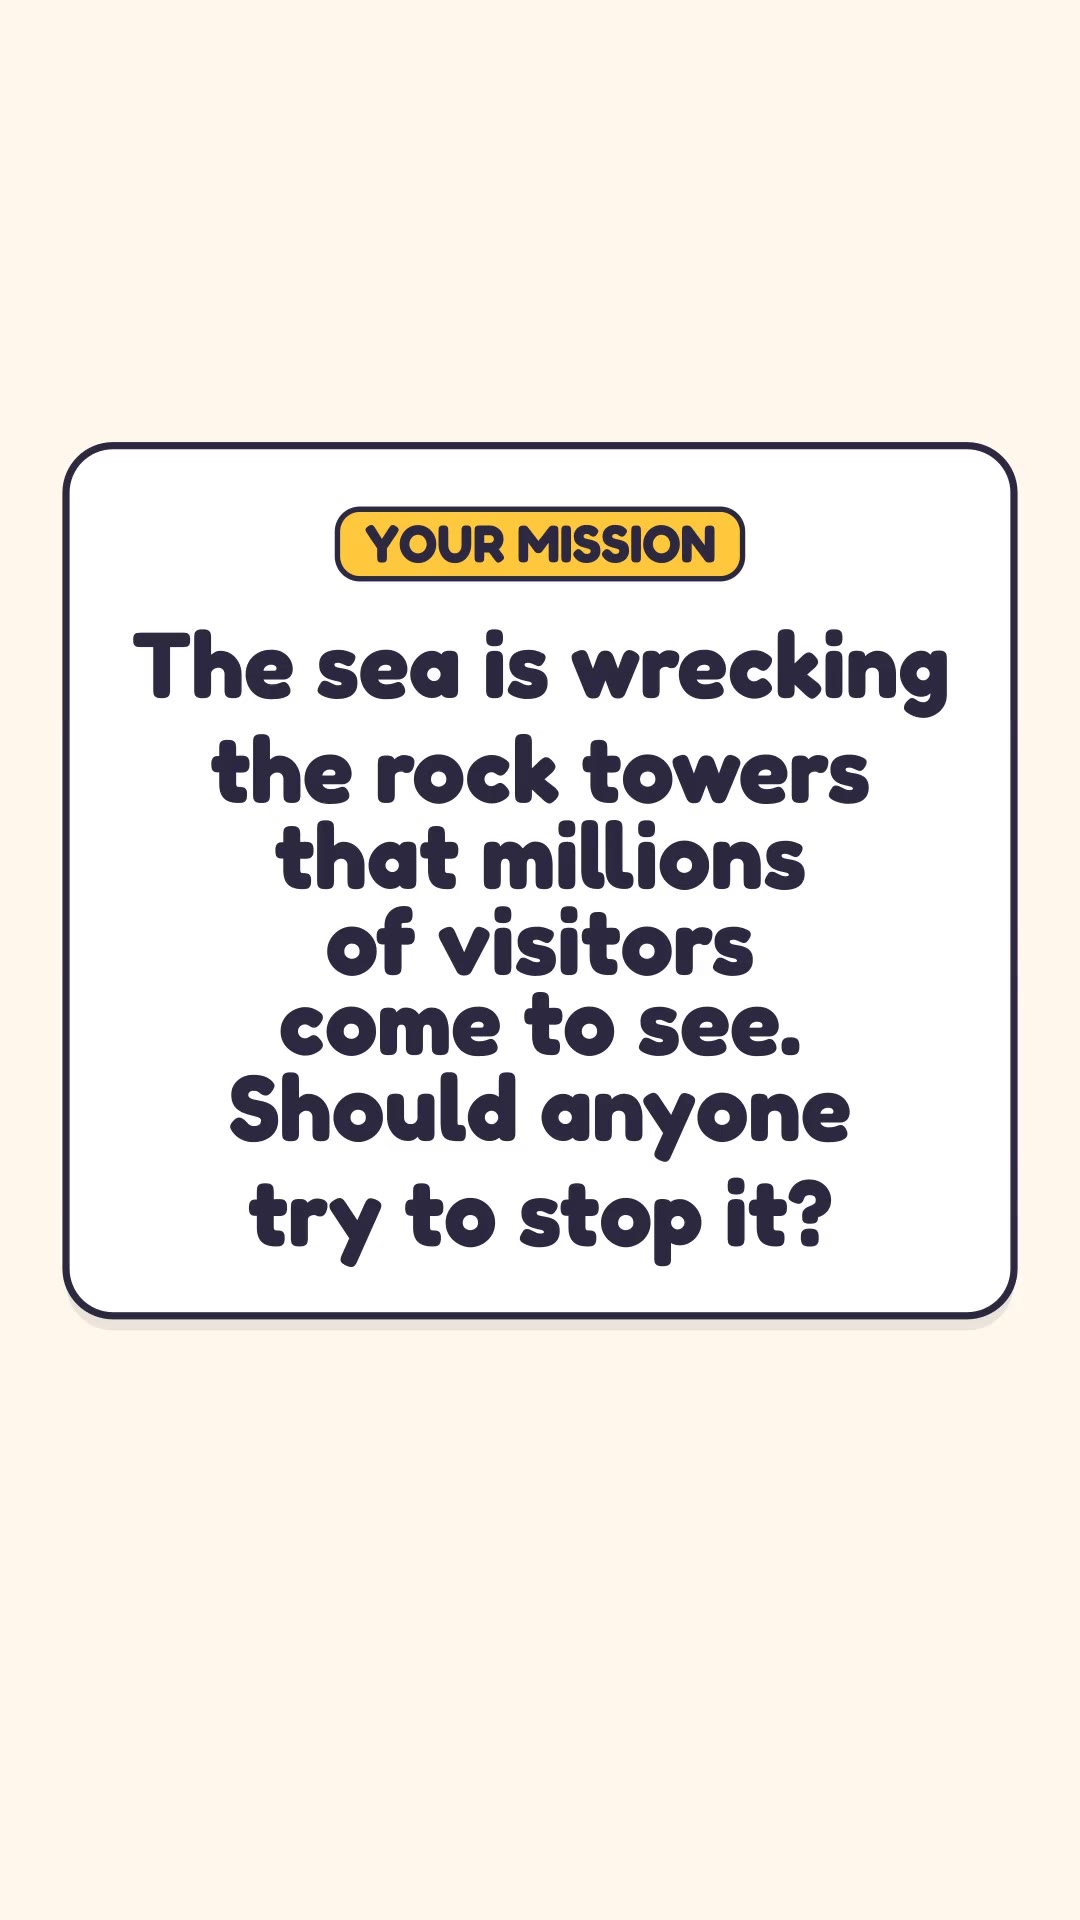 YOUR MISSION
The sea is wrecking
the rock towers
that millions
of visitors
come to see.
Should anyone
try to stop it?